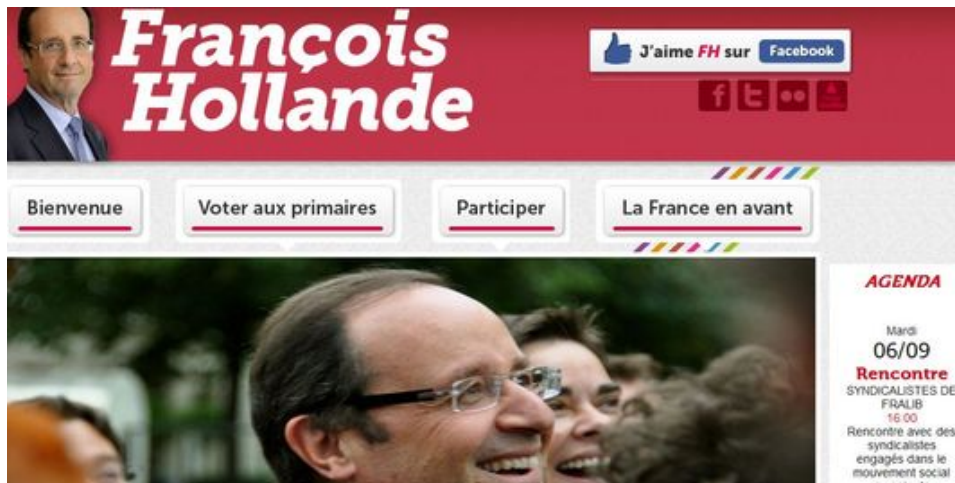 François
Hollande
J'aime FH sur Facebook
Bienvenue
Voter aux primaires
Participer
La France en avant
AGENDA
Mardi
06/09
Rencontre
SYNDICALISTES DE
FRALIB
16:00
Rencontre avec des
syndicalistes
engagés dans le
mouvement social